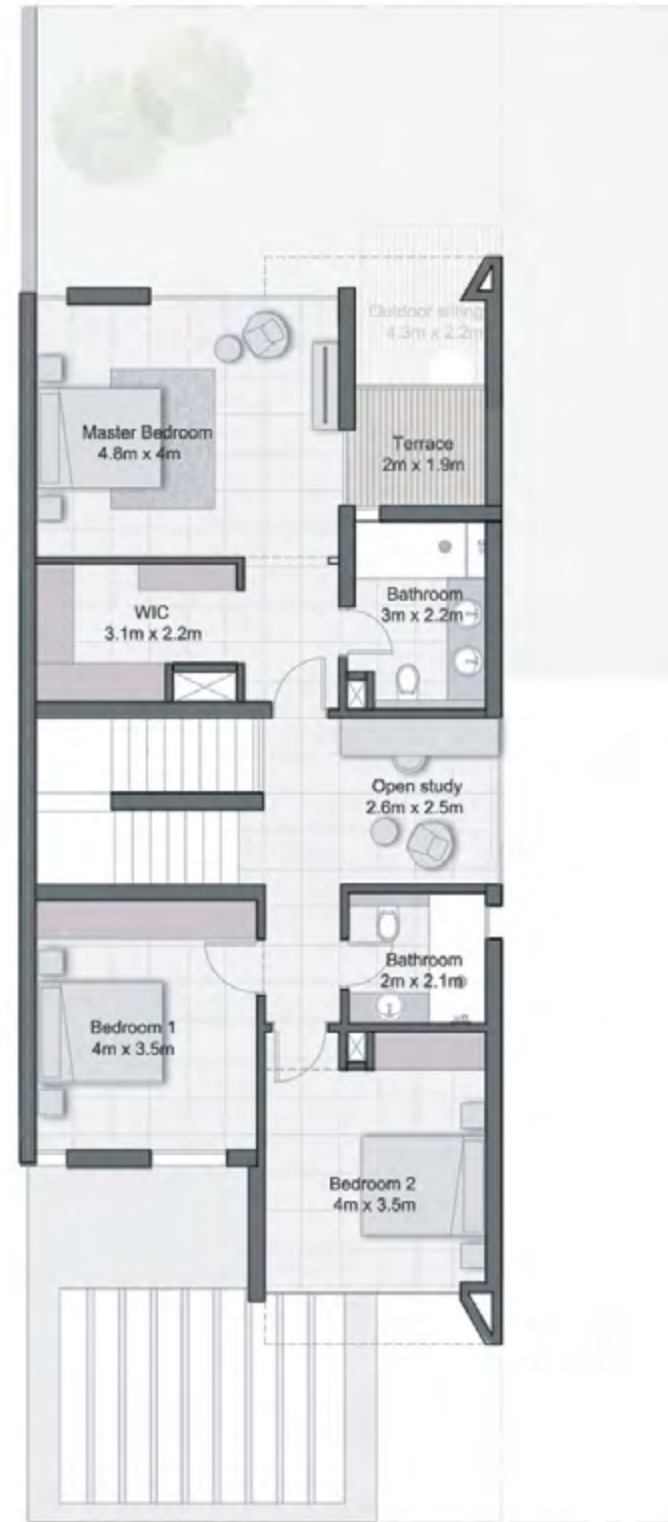 Outdoor sitting
4.3m x 2.2m
Master Bedroom
4.8m x 4m
Terrace
2m x 1.9m
Bathroom
3m x 2.2m
WIC
3.1m x 2.2m
Open study
2.6m x 2.5m
Bathroom
2m x 2.1m
Bedroom 1
4m x 3.5m
Bedroom 2
4m x 3.5m